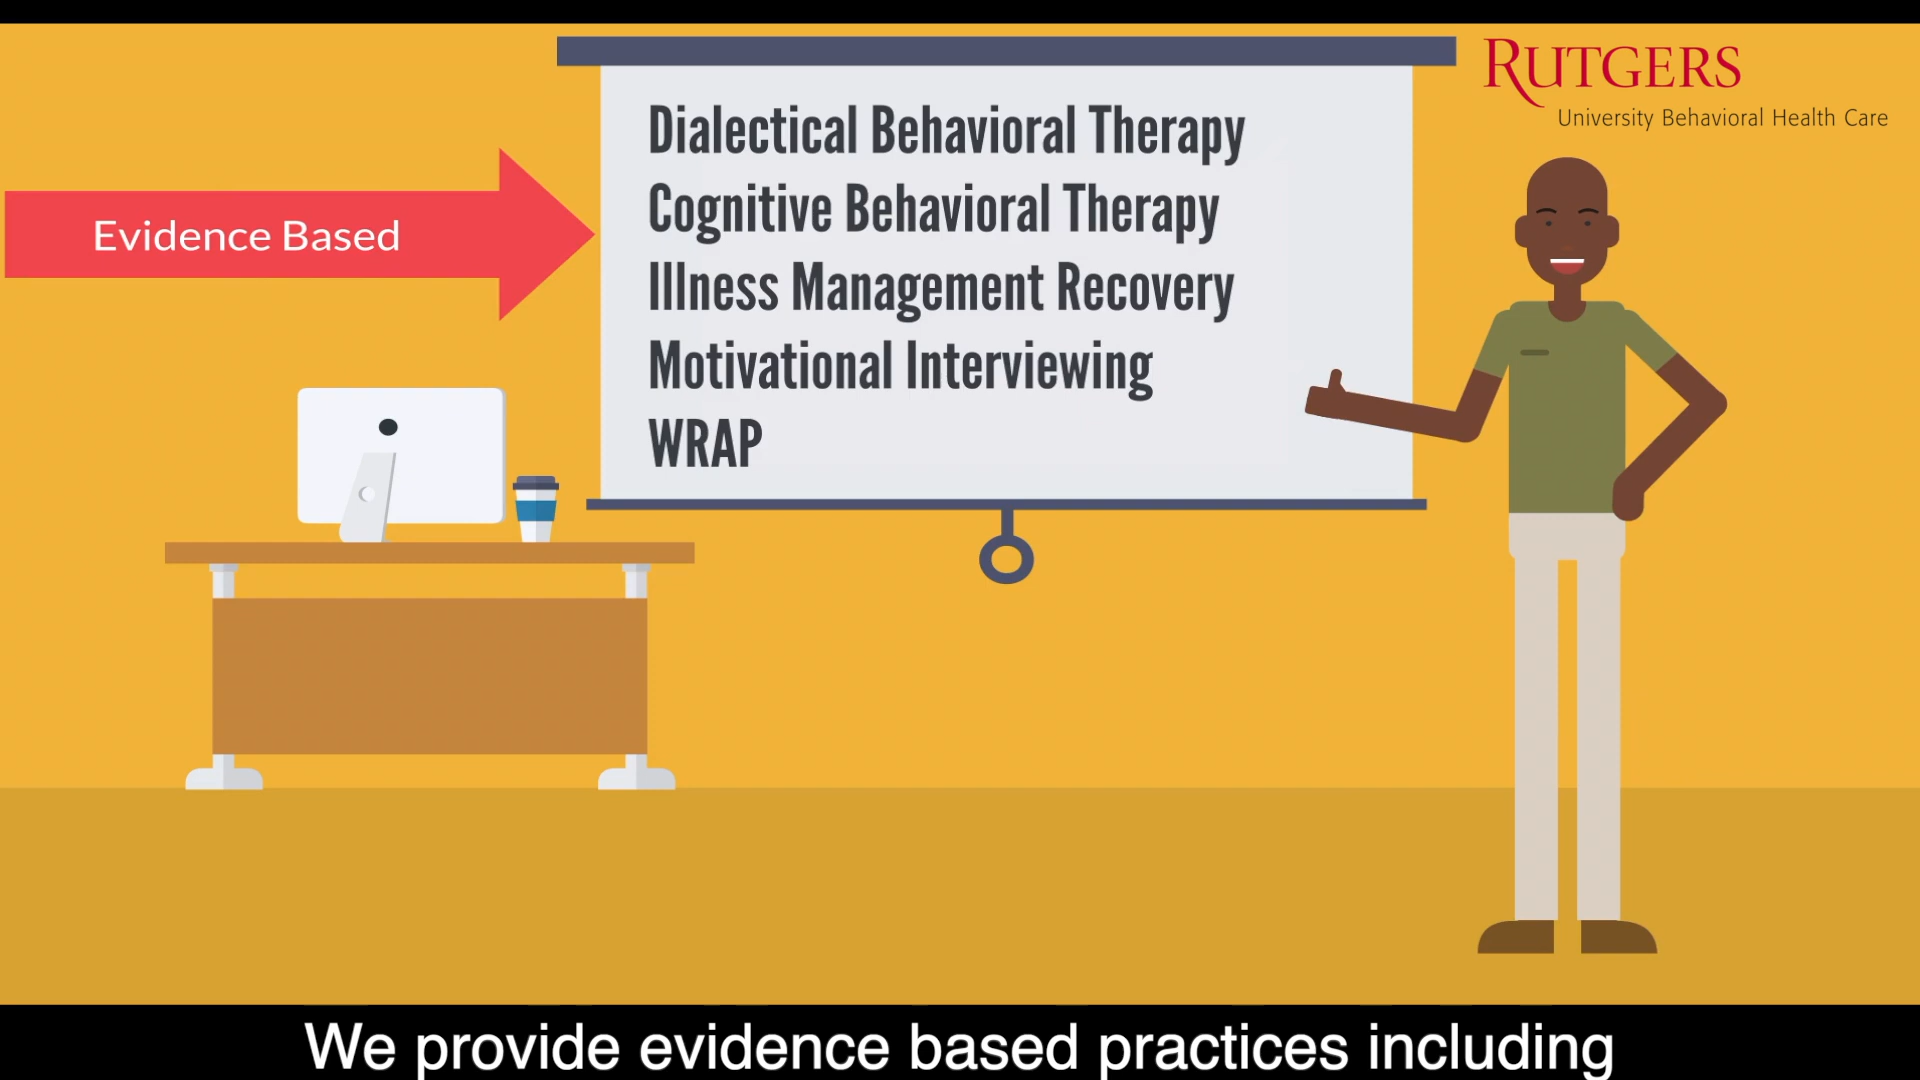 RUTGERS
University Behavioral Health Care
Evidence Based
Dialectical Behavioral Therapy
Cognitive Behavioral Therapy
Illness Management Recovery
Motivational Interviewing
WRAP
We provide evidence based practices including